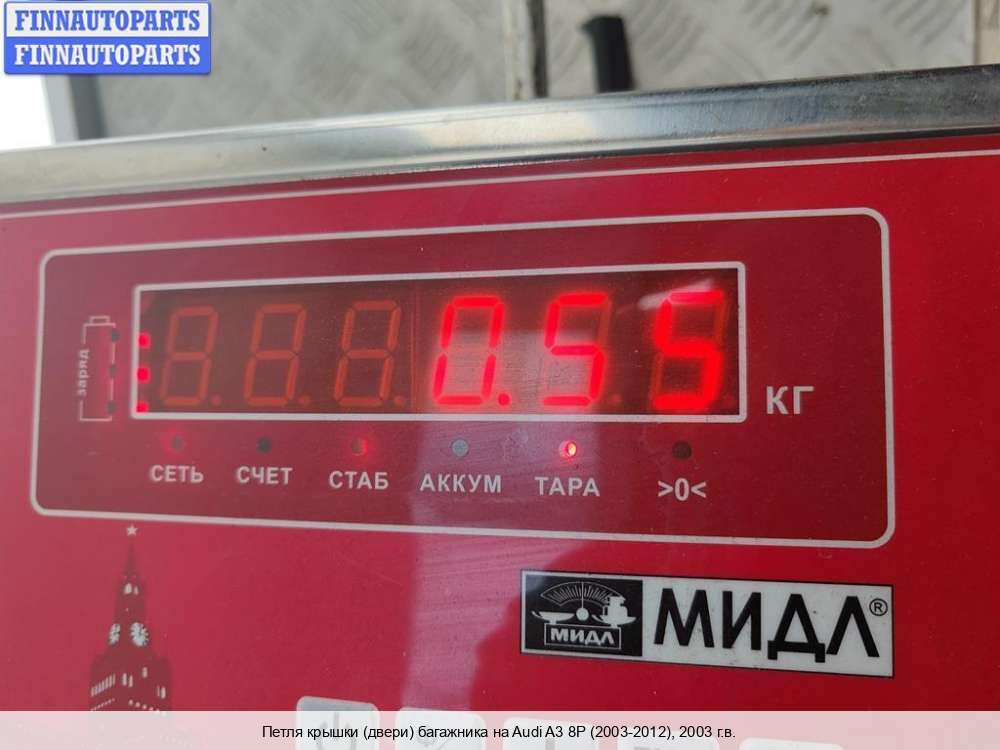 FINNAUTOPARTS
FINNAUTOPARTS
заряд
0.55
КГ
СЕТЬ СЧЕТ СТАБ АККУМ ТАРА >0<
МИДЛ МИДЛ®
Петля крышки (двери) багажника на Audi A3 8P (2003-2012), 2003 г.в.